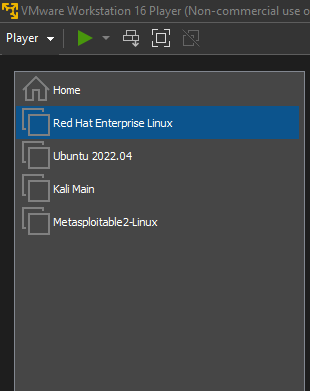 VMware Workstation 16 Player (Non-commercial use o
Player
Home
Red Hat Enterprise Linux
Ubuntu 2022.04
Kali Main
Metasploitable2-Linux